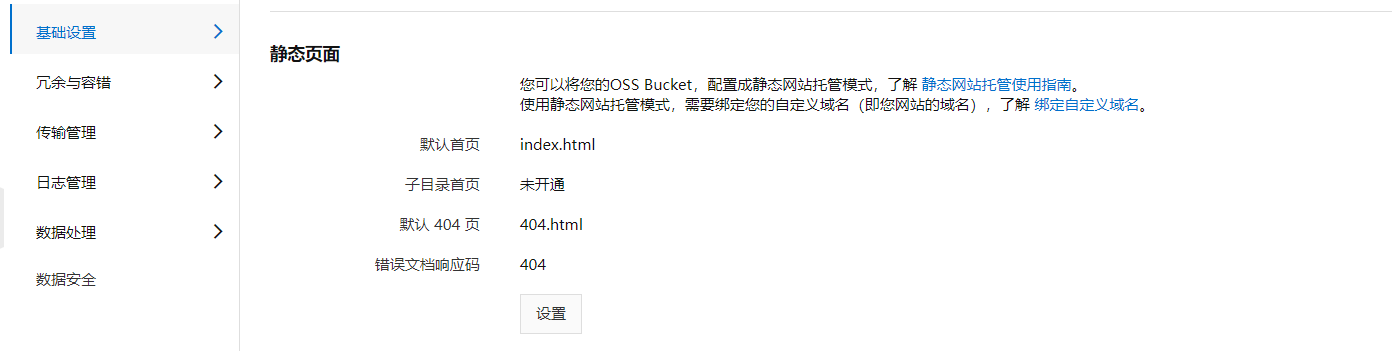 基础设置
冗余与容错
传输管理
日志管理
数据处理
数据安全
静态页面
您可以将您的OSS Bucket，配置成静态网站托管模式，了解 静态网站托管使用指南。
使用静态网站托管模式，需要绑定您的自定义域名（即您网站的域名），了解 绑定自定义域名。
默认首页 index.html
子目录首页 未开通
默认 404 页 404.html
错误文档响应码 404
设置